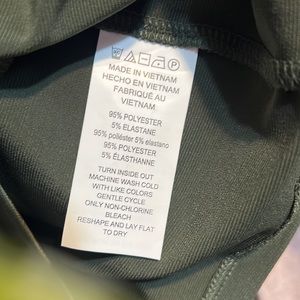 MADE IN VIETNAM
HECHO EN VIETNAM
FABRIQUÉ AU
VIETNAM
95% POLYESTER
5% ELASTANE
95% poliéster 5% elastano
95% POLYESTER
5% ÉLASTHANNE
TURN INSIDE OUT
MACHINE WASH COLD
WITH LIKE COLORS
GENTLE CYCLE
ONLY NON-CHLORINE
BLEACH
RESHAPE AND LAY FLAT
TO DRY